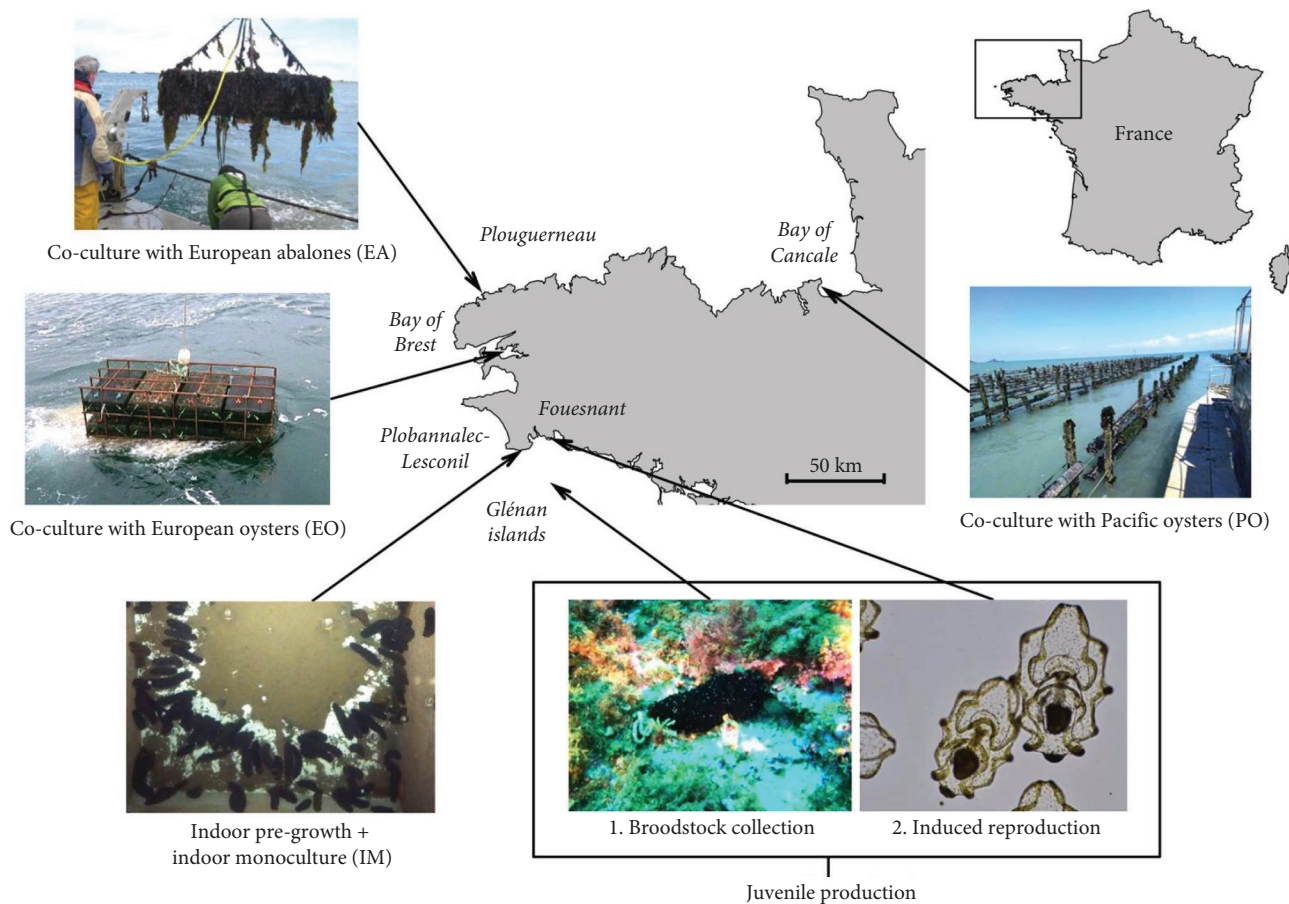 Co-culture with European abalones (EA)
Plouguerneau
Bay of
Cancale
France
Bay of
Brest
Fouesnant
Plobannalec-
Lesconil
50 km
Glénan
islands
Co-culture with European oysters (EO)
Co-culture with Pacific oysters (PO)
Indoor pre-growth +
indoor monoculture (IM)
1. Broodstock collection
2. Induced reproduction
Juvenile production